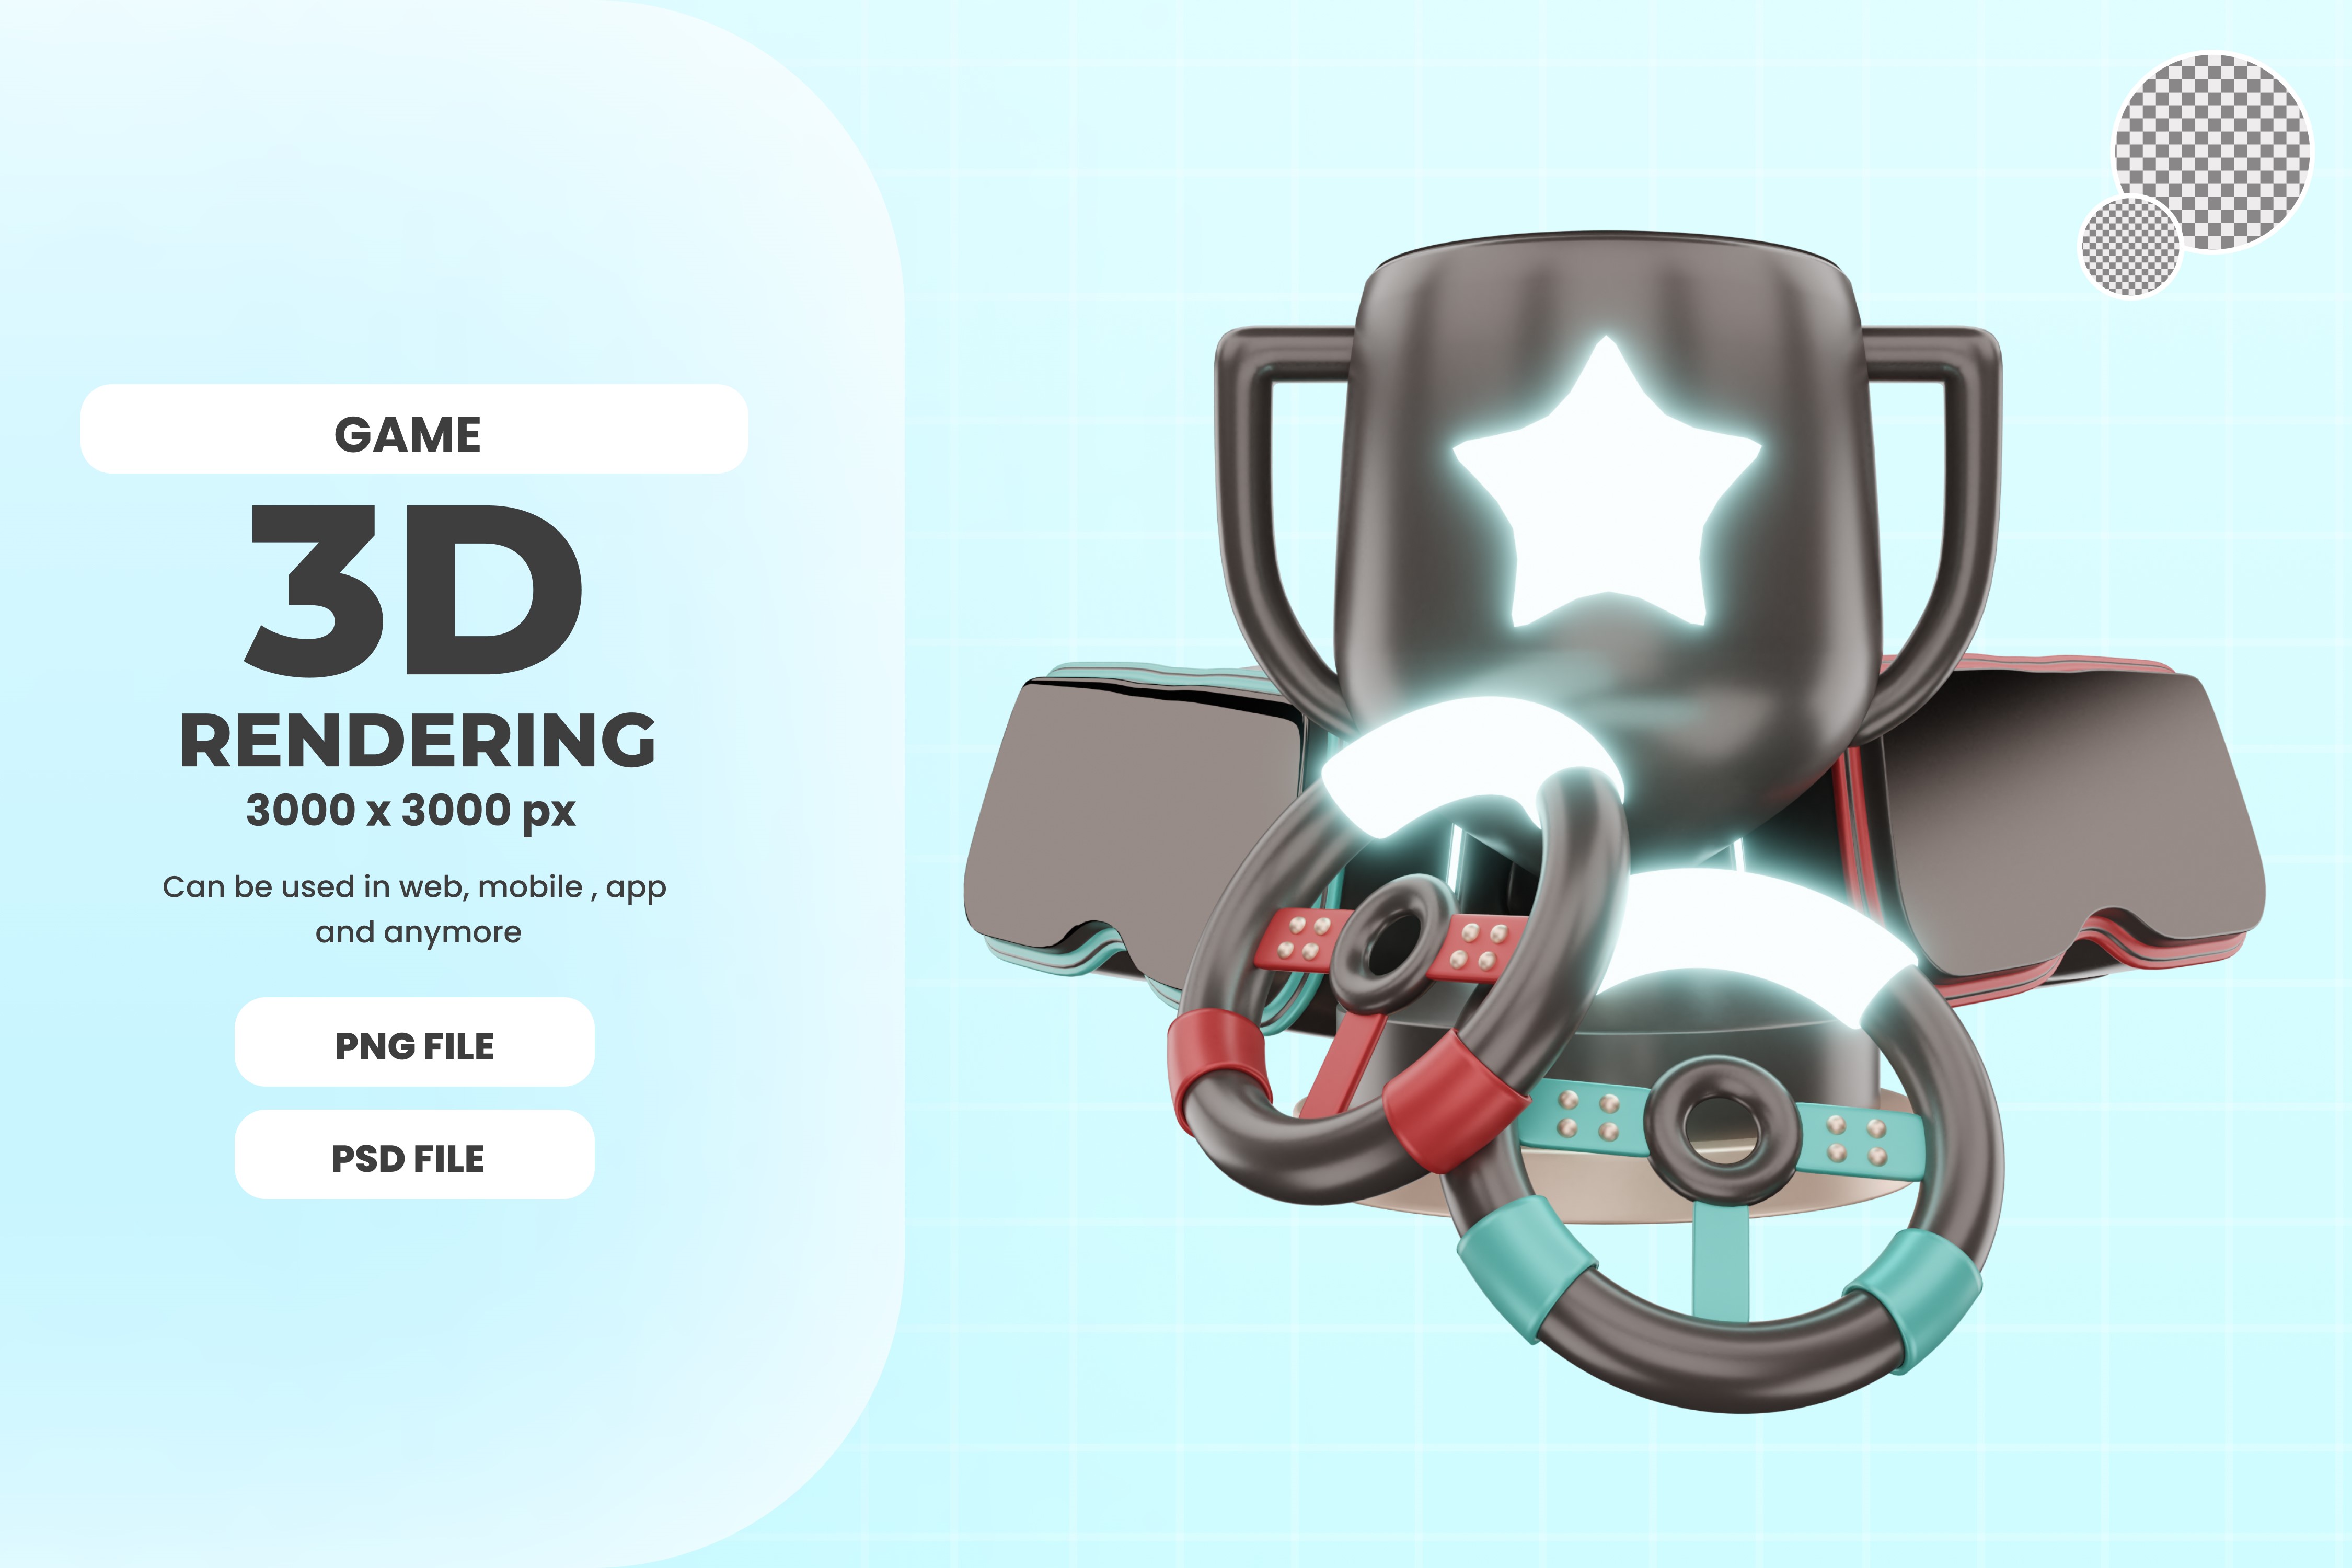 GAME
3D
RENDERING
3000 x 3000 px
Can be used in web, mobile , app
and anymore
PNG FILE
PSD FILE